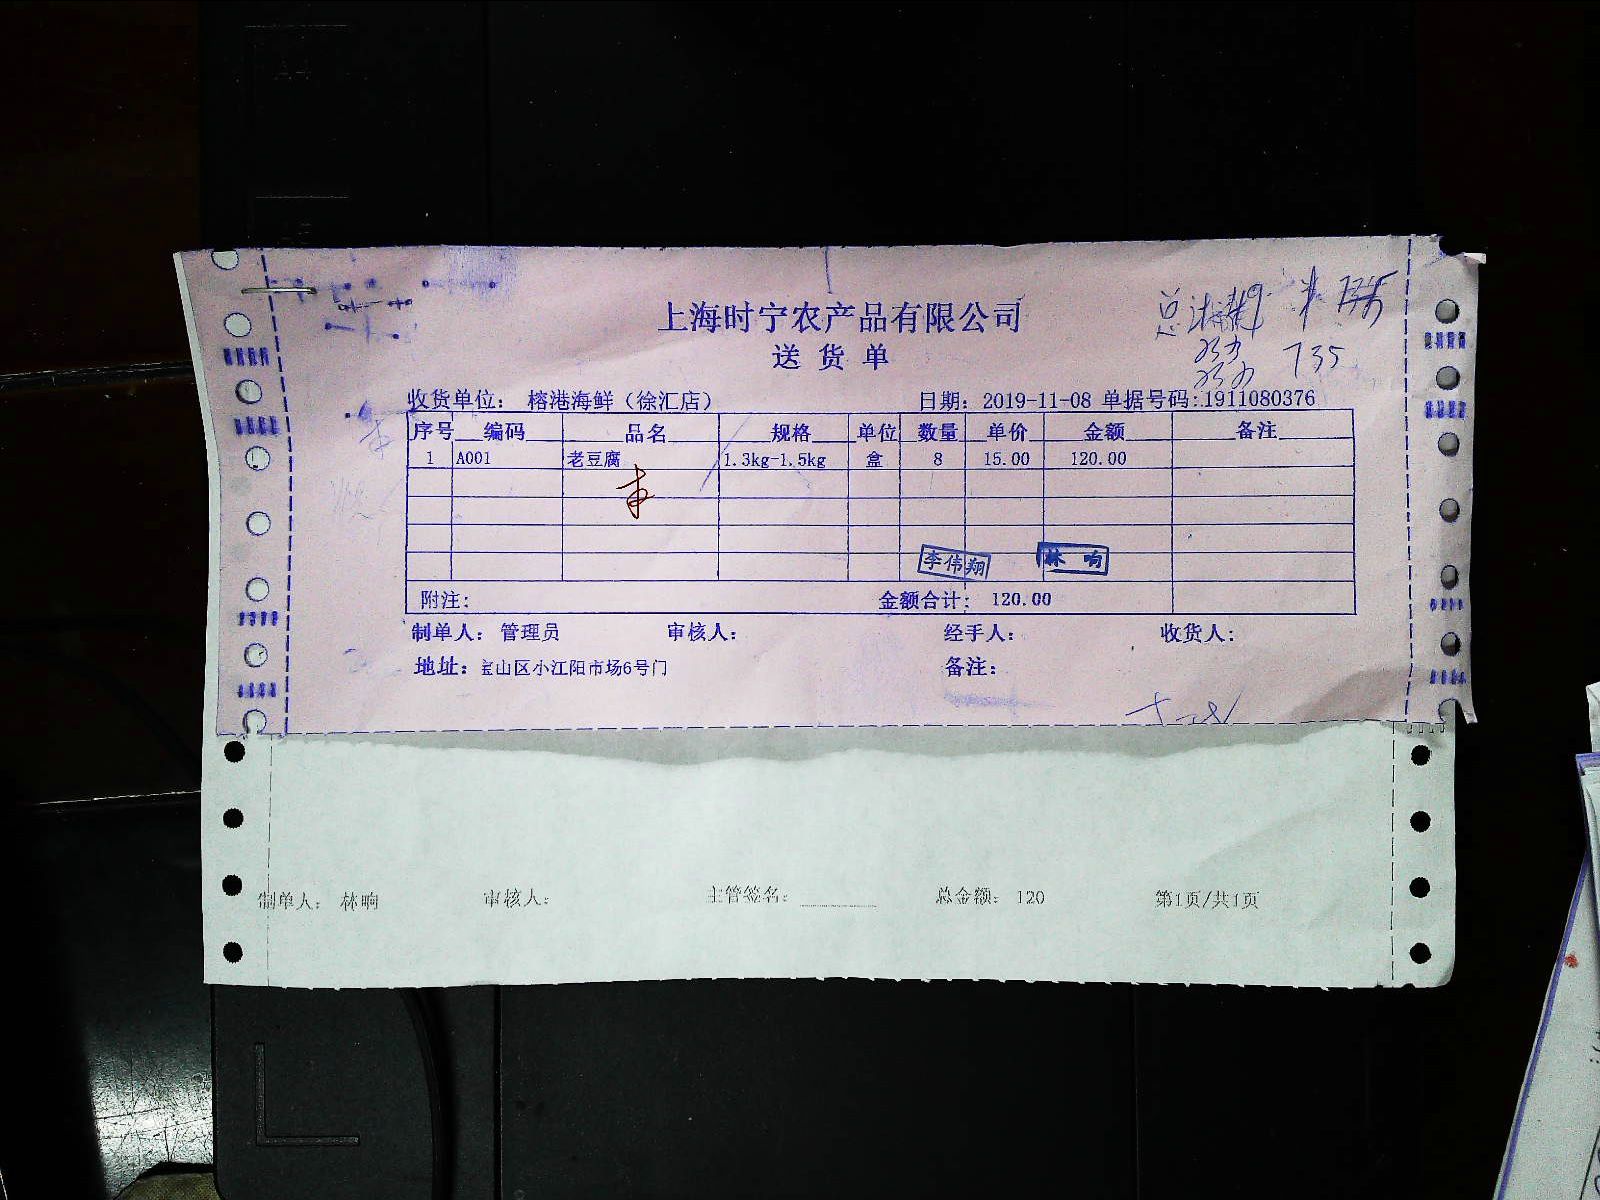 上海时宁农产品有限公司
送货单
735
收货单位： 榕港海鲜（徐汇店） 日期：2019-11-08 单据号码:1911080376
序号 编码 品名 规格 单位 数量 单价 金额 备注
1 A001 老豆腐 1.3kg-1.5kg 盒 8 15.00 120.00
李伟翔 林响
附注: 金额合计: 120.00
制单人: 管理员 审核人: 经手人: 收货人:
地址: 宝山区小江阳市场6号门 备注:
制单人: 林响 审核人: 主管签名: 总金额: 120 第1页/共1页